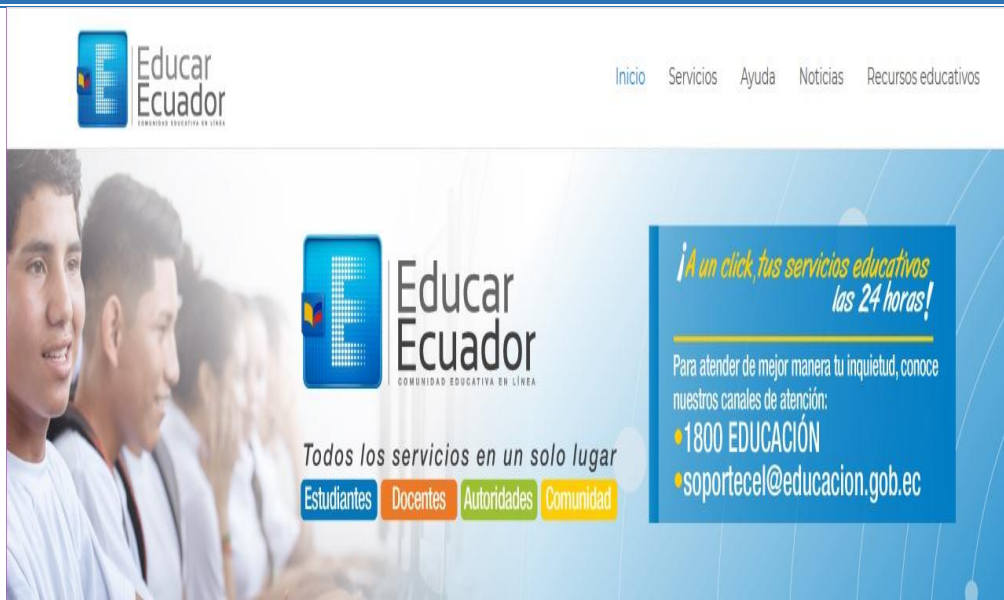 Educar
Ecuador
COMUNIDAD EDUCATIVA EN LÍNEA
Inicio Servicios Ayuda Noticias Recursos educativos
Educar
Ecuador
COMUNIDAD EDUCATIVA EN LÍNEA
Todos los servicios en un solo lugar
Estudiantes Docentes Autoridades Comunidad
¡A un click, tus servicios educativos
las 24 horas!
Para atender de mejor manera tu inquietud, conoce
nuestros canales de atención:
•1800 EDUCACIÓN
•soportecel@educacion.gob.ec